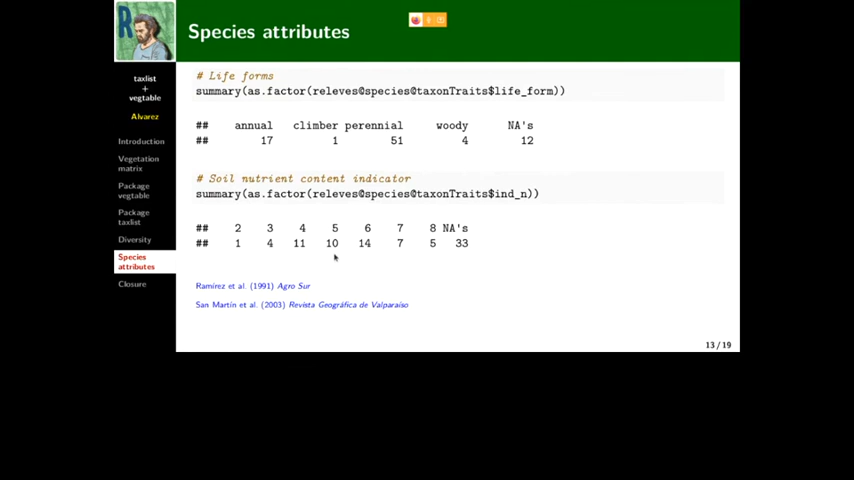 R
Species attributes
taxlist
+
vegtable
Alvarez
Introduction
Vegetation
matrix
Package
vegtable
Package
taxlist
Diversity
Species
attributes
Closure
# Life forms
summary(as.factor(releves@species@taxonTraits$life_form))
## annual climber perennial woody NA's
## 17 1 51 4 12
# Soil nutrient content indicator
summary(as.factor(releves@species@taxonTraits$ind_n))
## 2 3 4 5 6 7 8 NA's
## 1 4 11 10 14 7 5 33
Ramírez et al. (1991) Agro Sur
San Martín et al. (2003) Revista Geográfica de Valparaíso
13 / 19